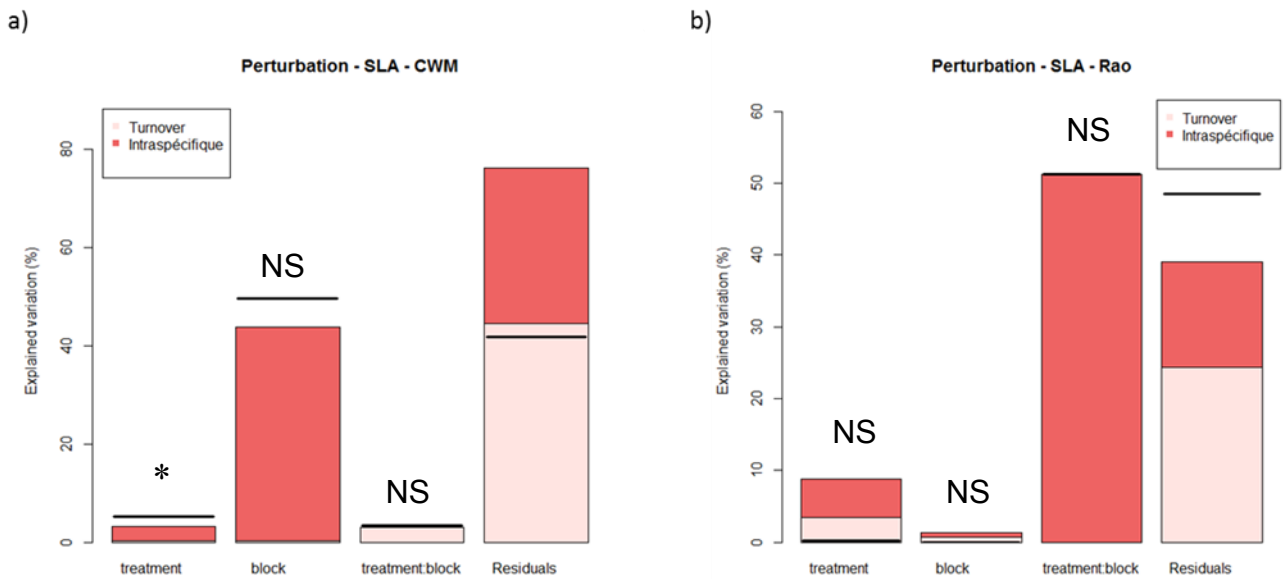 a)
Perturbation - SLA - CWM
Turnover
Intraspécifique
Explained variation (%)
80
60
40
20
0
*
NS
NS
treatment
block
treatment:block
Residuals
b)
Perturbation - SLA - Rao
Turnover
Intraspécifique
Explained variation (%)
60
50
40
30
20
10
0
NS
NS
NS
treatment
block
treatment:block
Residuals